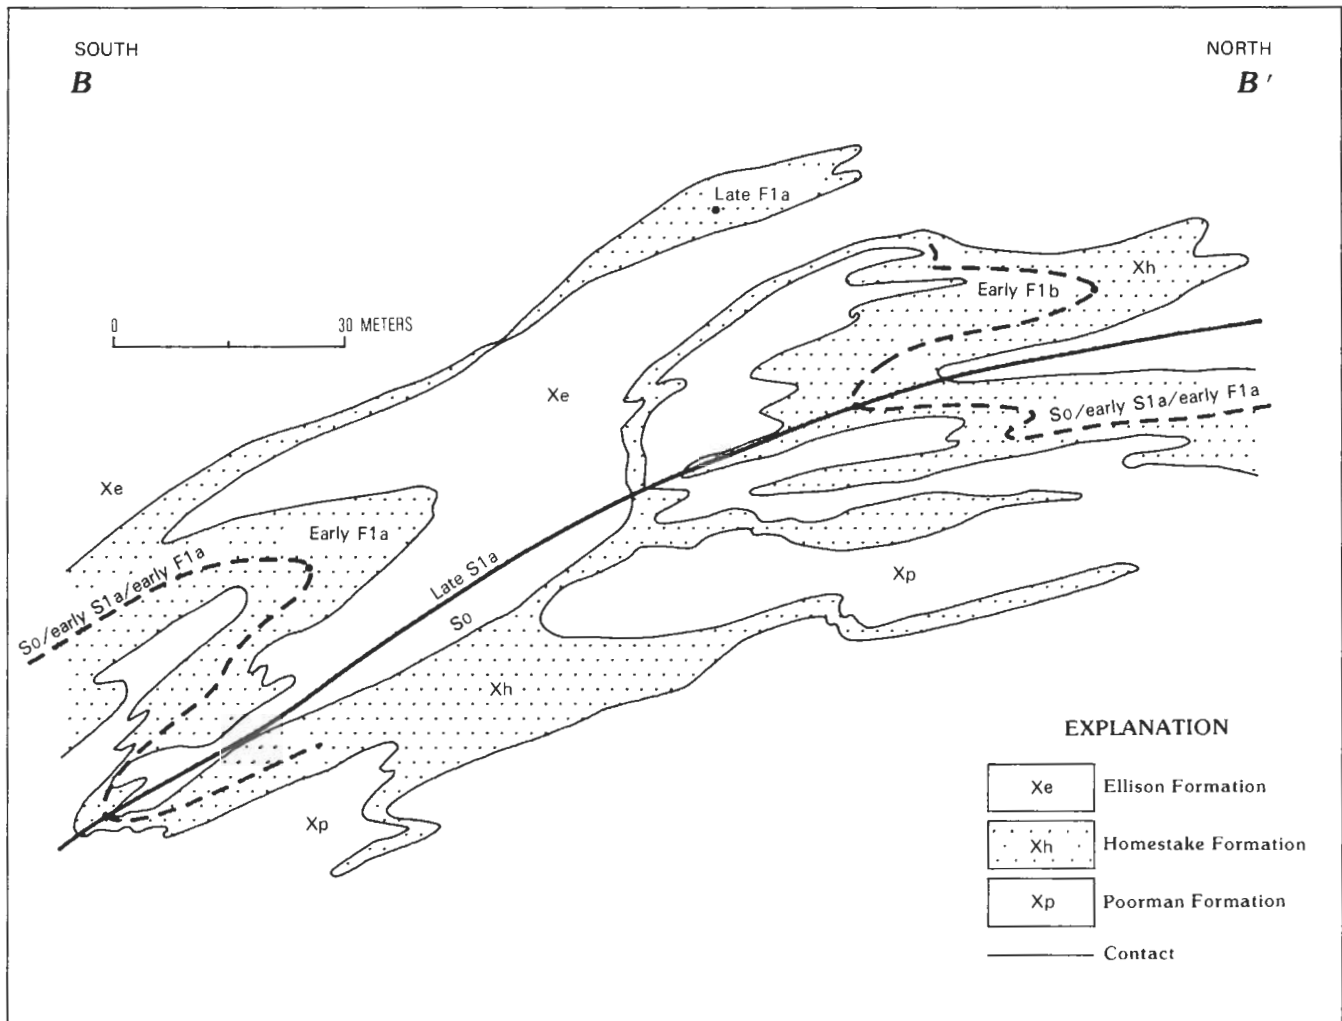 SOUTH
NORTH
B
B′
Late F1a
Xh
Early F1b
0
30 METERS
Xe
So/early S1a/early F1a
Xe
Early F1a
So/early S1a/early F1a
Late S1a
Xp
So
Xh
EXPLANATION
Xe Ellison Formation
Xp
Xh Homestake Formation
Xp Poorman Formation
Contact